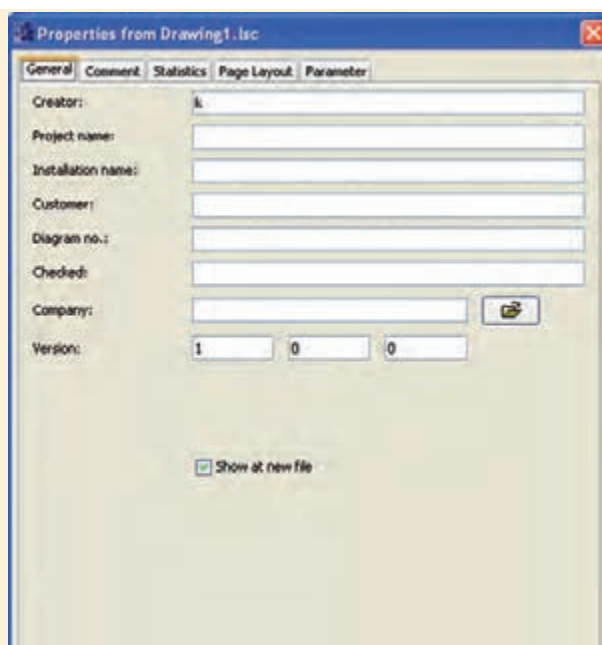 Properties from Drawing1.lsc
General Comment Statistics Page Layout Parameter
Creator: k
Project name:
Installation name:
Customer:
Diagram no.:
Checked:
Company:
Version: 1 0 0
Show at new file